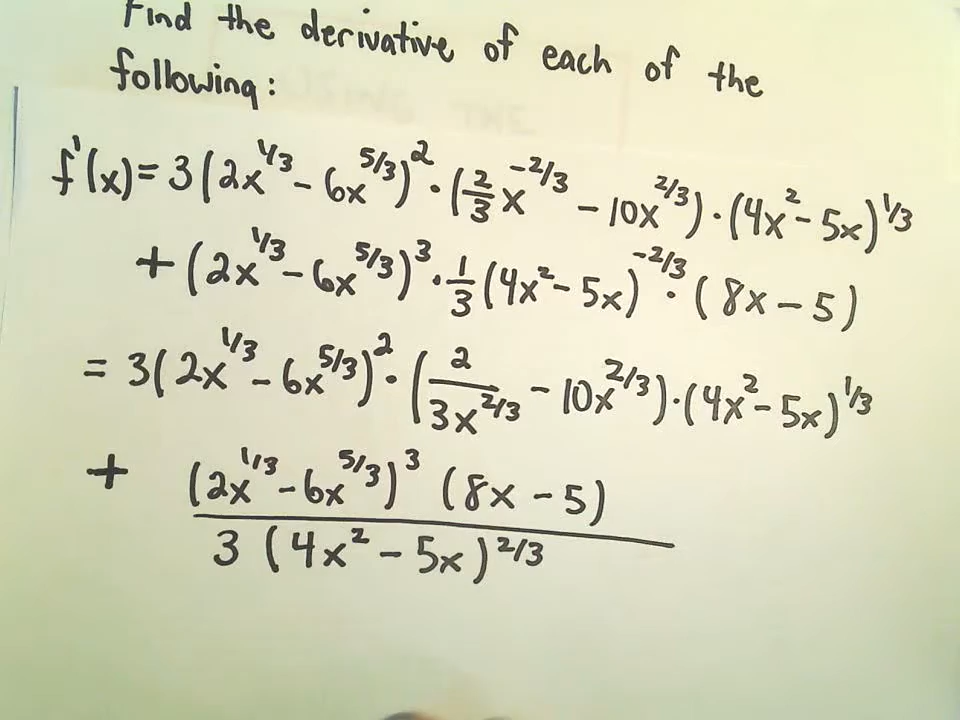 Find the derivative of each of the
following:
f'(x) = 3(2x^1/3 - 6x^5/3)^2 · (2/3 x^-2/3 - 10x^2/3) · (4x^2 - 5x)^1/3
+ (2x^1/3 - 6x^5/3)^3 · 1/3 (4x^2 - 5x)^-2/3 · (8x - 5)
= 3(2x^1/3 - 6x^5/3)^2 · (2/3x^2/3 - 10x^2/3) · (4x^2 - 5x)^1/3
+ (2x^1/3 - 6x^5/3)^3 (8x - 5)
3(4x^2 - 5x)^2/3